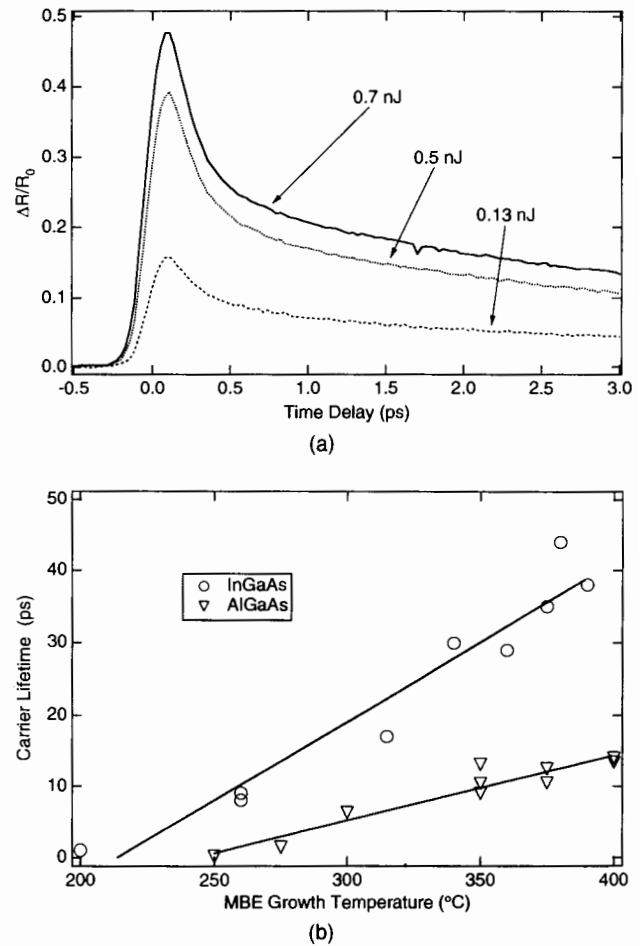 0.5
0.4
0.3
0.2
0.1
0.0
ΔR/R0
0.7 nJ
0.5 nJ
0.13 nJ
-0.5 0.0 0.5 1.0 1.5 2.0 2.5 3.0
Time Delay (ps)
(a)
50
40
30
20
10
0
Carrier Lifetime (ps)
InGaAs
AlGaAs
200 250 300 350 400
MBE Growth Temperature (°C)
(b)